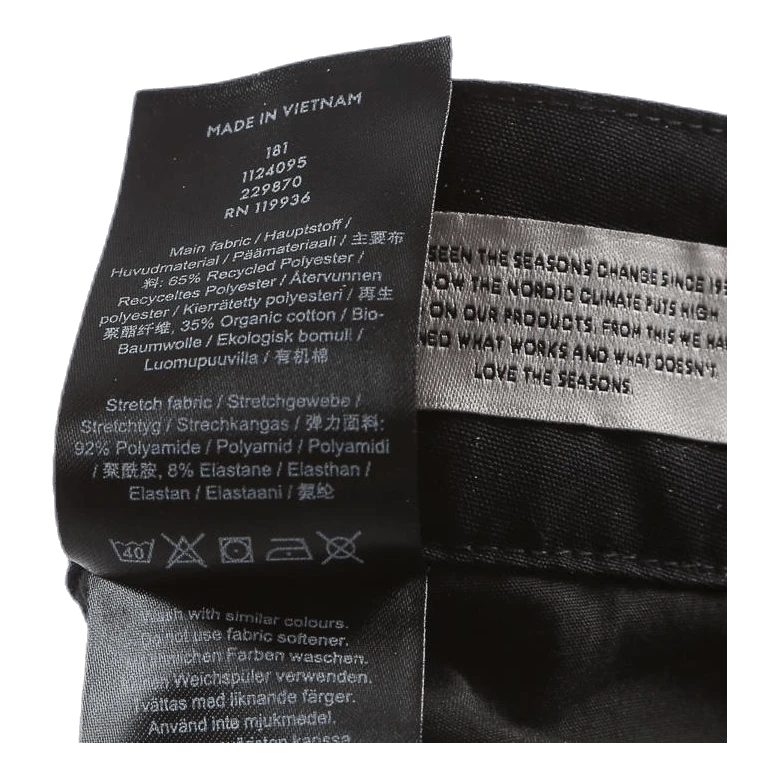 MADE IN VIETNAM
181
1124095
229870
RN 119936
Main fabric / Hauptstoff /
Huvudmaterial / Päämateriaali / 主要布
料: 65% Recycled Polyester /
Recyceltes Polyester / Återvunnen
polyester / Kierrätetty polyesteri / 再生
聚酯纤维, 35% Organic cotton / Bio-
Baumwolle / Ekologisk bomull /
Luomupuuvilla / 有机棉
Stretch fabric / Stretchgewebe /
Stretchtyg / Strechkangas / 弹力面料:
92% Polyamide / Polyamid / Polyamidi
/ 聚酰胺, 8% Elastane / Elasthan /
Elastan / Elastaani / 氨纶
40
with similar colours.
Do not use fabric softener.
Farben waschen.
Weichspüler verwenden.
Tvättas med liknande färger.
Använd inte mjukmedel.
kanssa
SEEN THE SEASONS CHANGE SINCE
THE NORDIC CLIMATE PUTS HIGH
ON OUR PRODUCTS. FROM THIS WE
WHAT WORKS AND WHAT DOESN'T.
LOVE THE SEASONS.